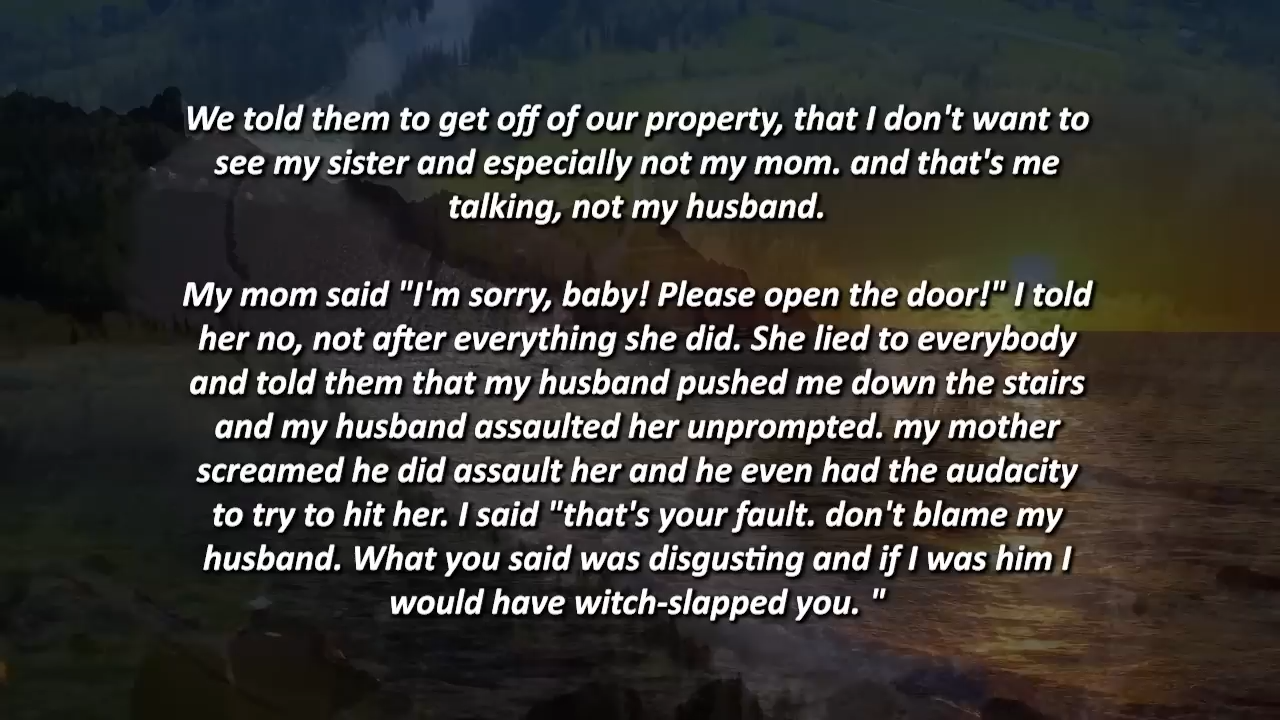 We told them to get off of our property, that I don't want to
see my sister and especially not my mom. and that's me
talking, not my husband.
My mom said "I'm sorry, baby! Please open the door!" I told
her no, not after everything she did. She lied to everybody
and told them that my husband pushed me down the stairs
and my husband assaulted her unprompted. my mother
screamed he did assault her and he even had the audacity
to try to hit her. I said "that's your fault. don't blame my
husband. What you said was disgusting and if I was him I
would have witch-slapped you. "